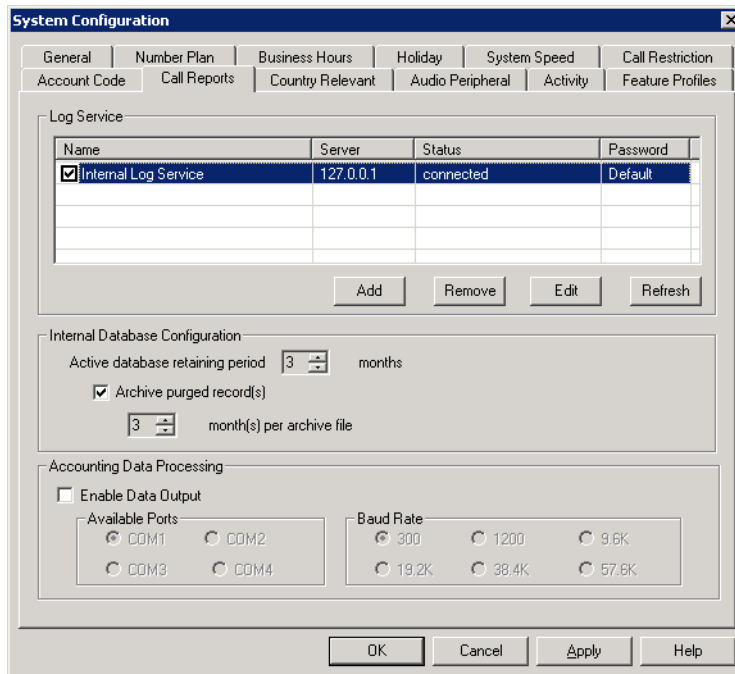 System Configuration
General Number Plan Business Hours Holiday System Speed Call Restriction
Account Code Call Reports Country Relevant Audio Peripheral Activity Feature Profiles
Log Service
Name Server Status Password
Internal Log Service 127.0.0.1 connected Default
Add Remove Edit Refresh
Internal Database Configuration
Active database retaining period 3 months
Archive purged record(s)
3 month(s) per archive file
Accounting Data Processing
Enable Data Output
Available Ports Baud Rate
COM1 COM2 300 1200 9.6K
COM3 COM4 19.2K 38.4K 57.6K
OK Cancel Apply Help